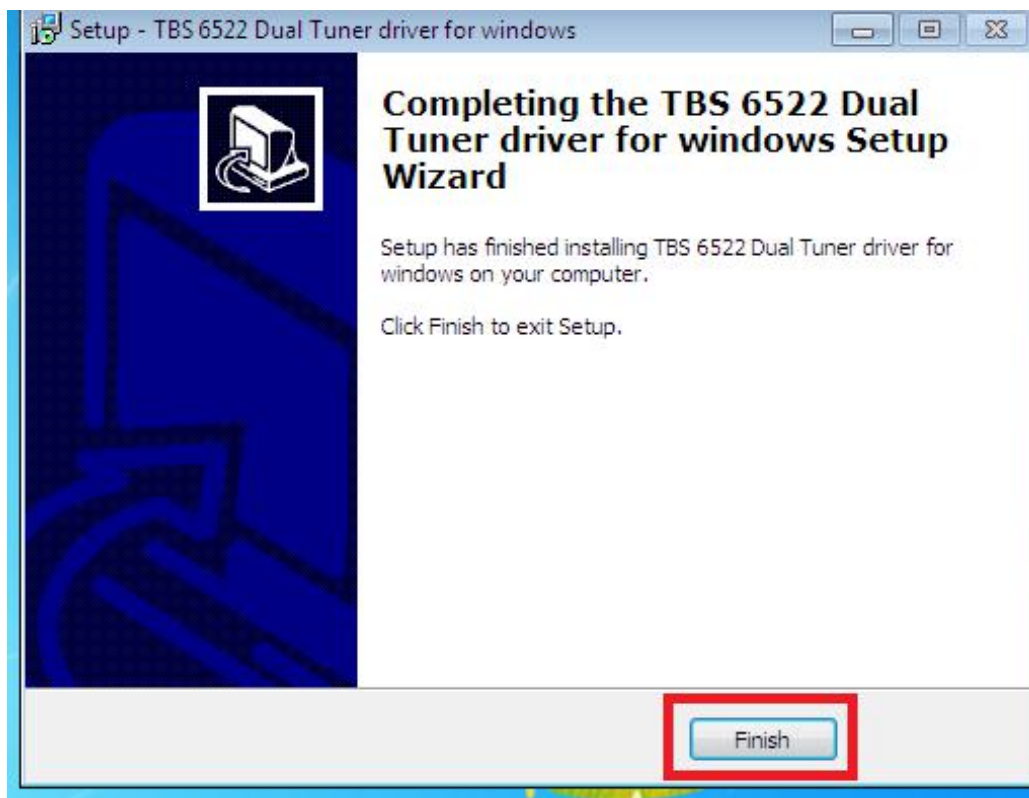 Setup - TBS 6522 Dual Tuner driver for windows
Completing the TBS 6522 Dual
Tuner driver for windows Setup
Wizard
Setup has finished installing TBS 6522 Dual Tuner driver for
windows on your computer.
Click Finish to exit Setup.
Finish